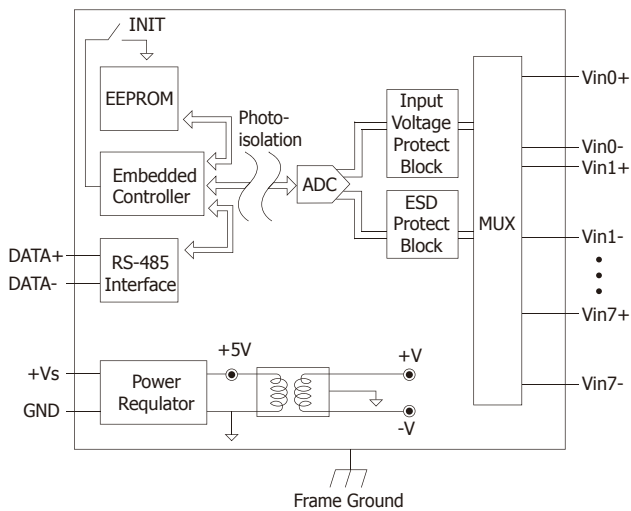 INIT
EEPROM
Photo-
isolation
Embedded
Controller
ADC
Input
Voltage
Protect
Block
ESD
Protect
Block
MUX
Vin0+
Vin0-
Vin1+
Vin1-
Vin7+
Vin7-
DATA+
DATA-
RS-485
Interface
+Vs
GND
Power
Requlator
+5V
+V
-V
Frame Ground